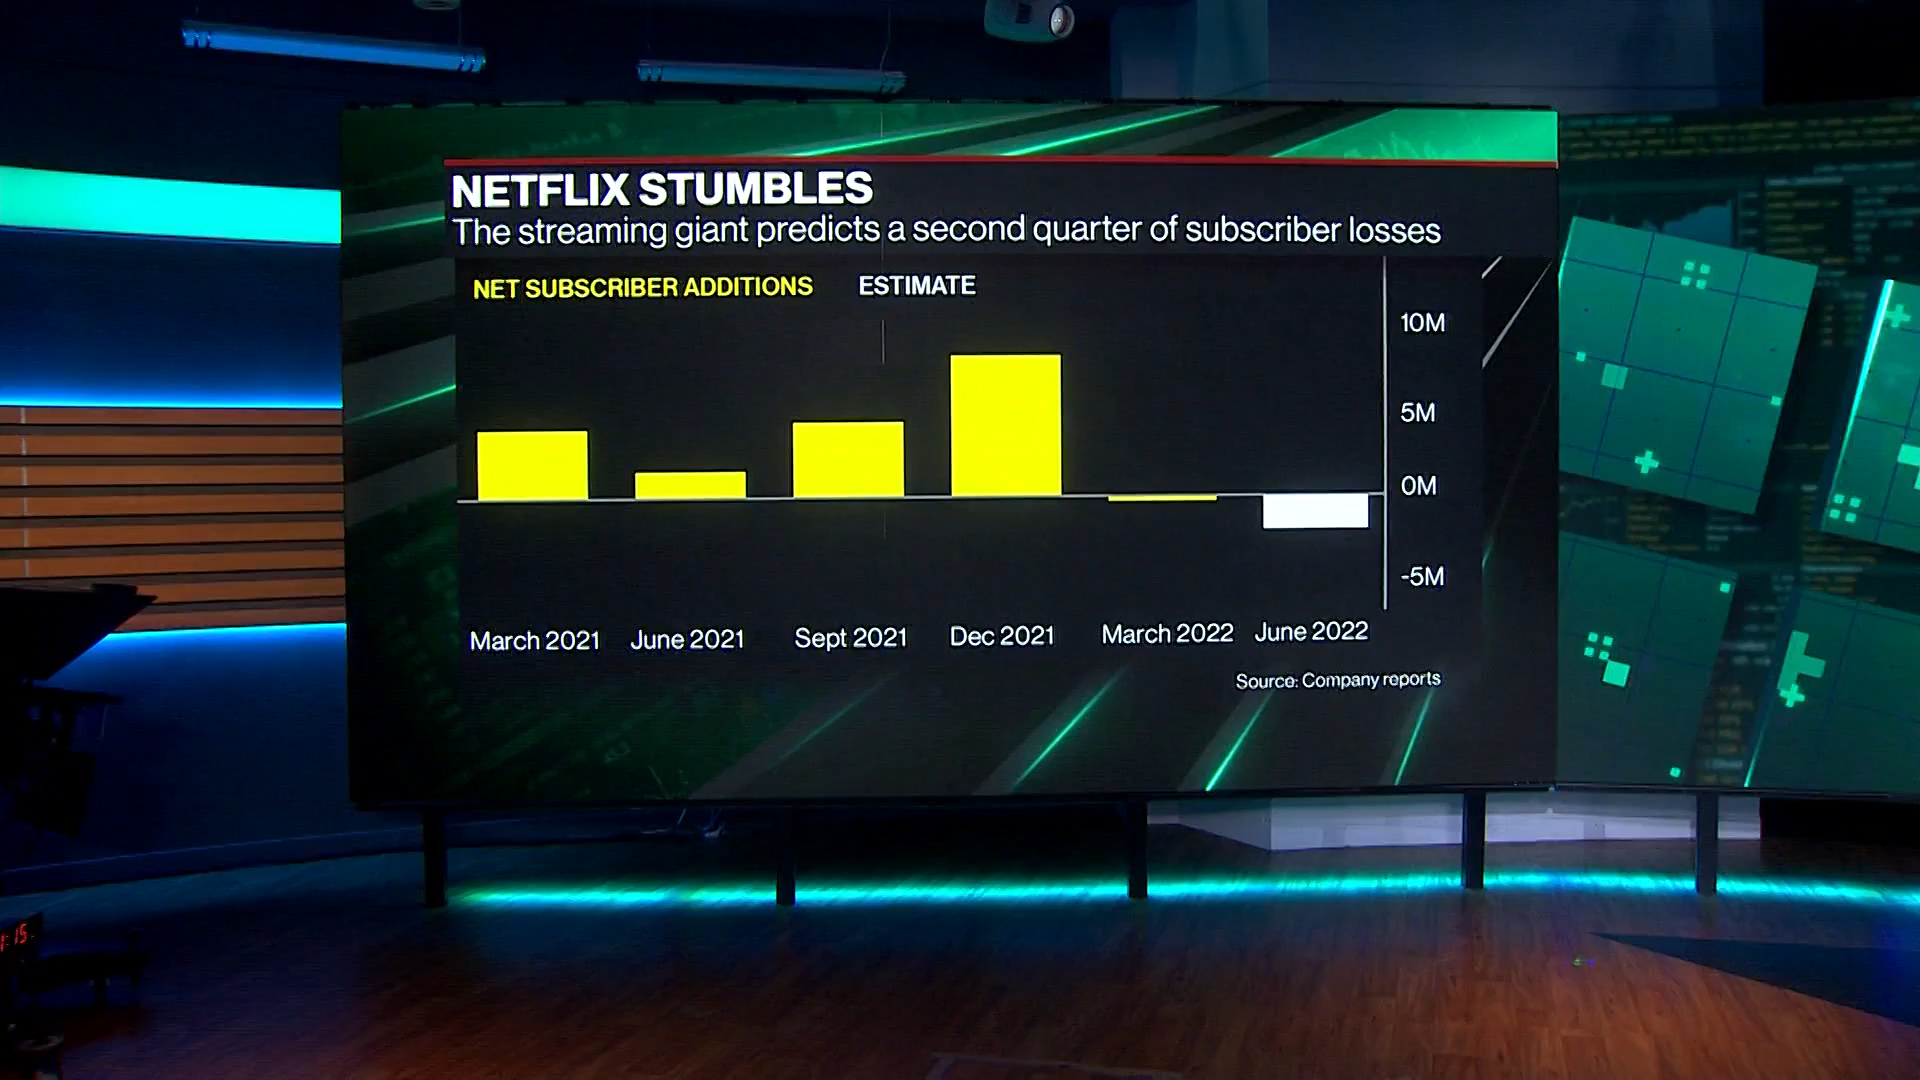 NETFLIX STUMBLES
The streaming giant predicts a second quarter of subscriber losses
NET SUBSCRIBER ADDITIONS ESTIMATE
10M
5M
0M
-5M
March 2021 June 2021 Sept 2021 Dec 2021 March 2022 June 2022
Source: Company reports
:15